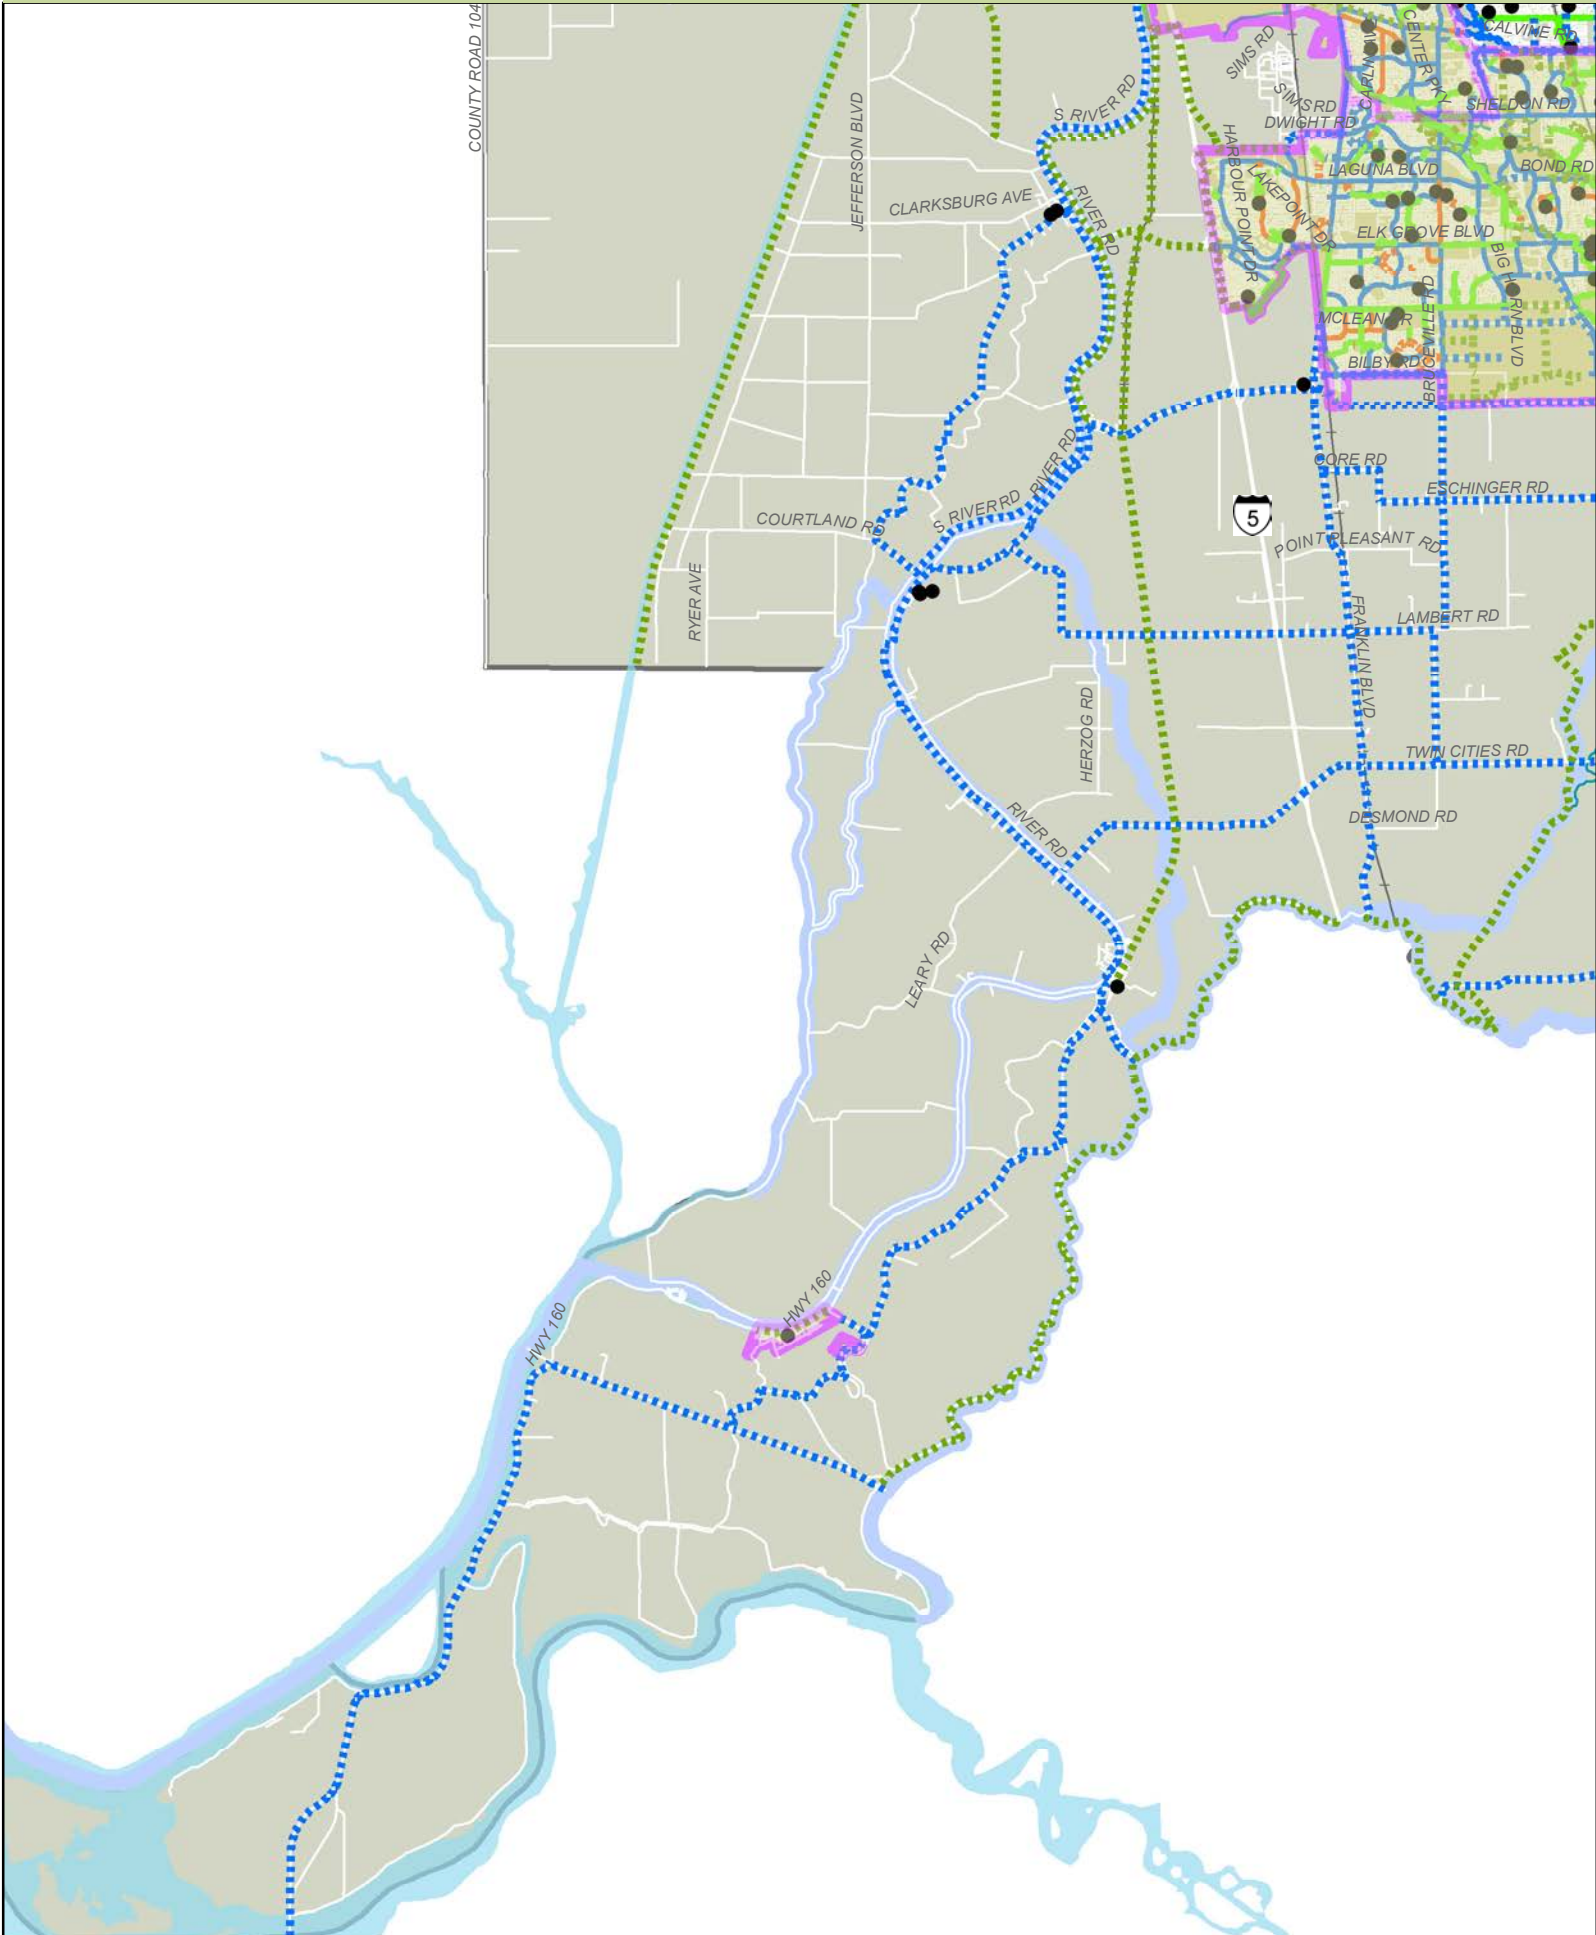 COUNTY ROAD 104
CALVINE RD
CENTER PKY
SIMS RD
S RIVER RD
SIMS RD
SHELDON RD
DWIGHT RD
JEFFERSON BLVD
HARBOUR POINT DR
LAKEPOINT DR
LAGUNA BLVD
BOND RD
CLARKSBURG AVE
RIVER RD
ELK GROVE BLVD
BIG HORN BLVD
BRUCEVILLE RD
BILBY RD
RIVER RD
CORE RD
ESCHINGER RD
S RIVER RD
COURTLAND RD
5
POINT PLEASANT RD
RYER AVE
LAMBERT RD
FRANKLIN BLVD
HERZOG RD
TWIN CITIES RD
RIVER RD
DESMOND RD
LEARY RD
HWY 160
HWY 160